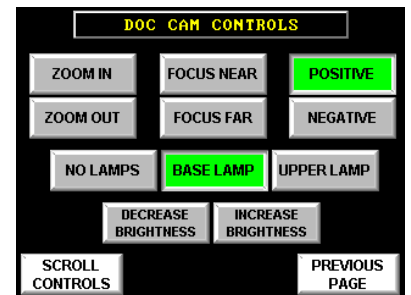 DOC CAM CONTROLS
ZOOM IN FOCUS NEAR POSITIVE
ZOOM OUT FOCUS FAR NEGATIVE
NO LAMPS BASE LAMP UPPER LAMP
DECREASE INCREASE
BRIGHTNESS BRIGHTNESS
SCROLL PREVIOUS
CONTROLS PAGE